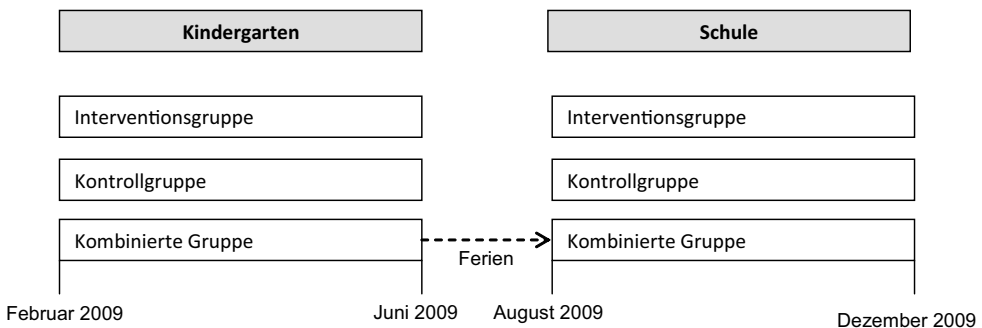 Kindergarten
Schule
Interventionsgruppe
Interventionsgruppe
Kontrollgruppe
Kontrollgruppe
Kombinierte Gruppe
Kombinierte Gruppe
Ferien
Februar 2009
Juni 2009
August 2009
Dezember 2009